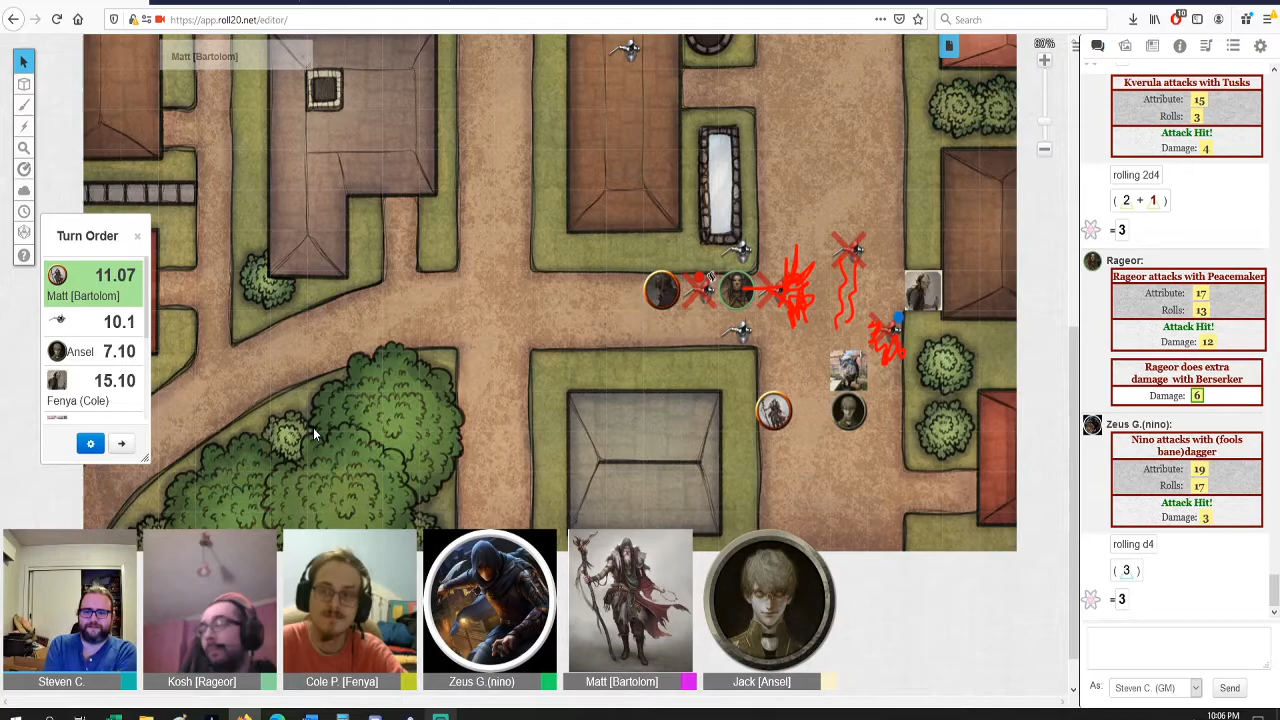 https://app.roll20.net/editor/
Search
10
Matt [Bartolom]
80%
Turn Order
11.07
Matt [Bartolom]
10.1
Ansel 7.10
15.10
Fenya (Cole)
Kverula attacks with Tusks
Attribute: 15
Rolls: 3
Attack Hit!
Damage: 4
rolling 2d4
( 2 + 1 )
= 3
Rageor:
Rageor attacks with Peacemaker
Attribute: 17
Rolls: 13
Attack Hit!
Damage: 12
Rageor does extra
damage with Berserker
Damage: 6
Zeus G.(nino):
Nino attacks with (fools
bane)dagger
Attribute: 19
Rolls: 17
Attack Hit!
Damage: 3
rolling d4
( 3 )
= 3
As: Steven C. (GM) Send
Steven C.
Kosh [Rageor]
Cole P. [Fenya]
Zeus G.(nino)
Matt [Bartolom]
Jack [Ansel]
10:06 PM